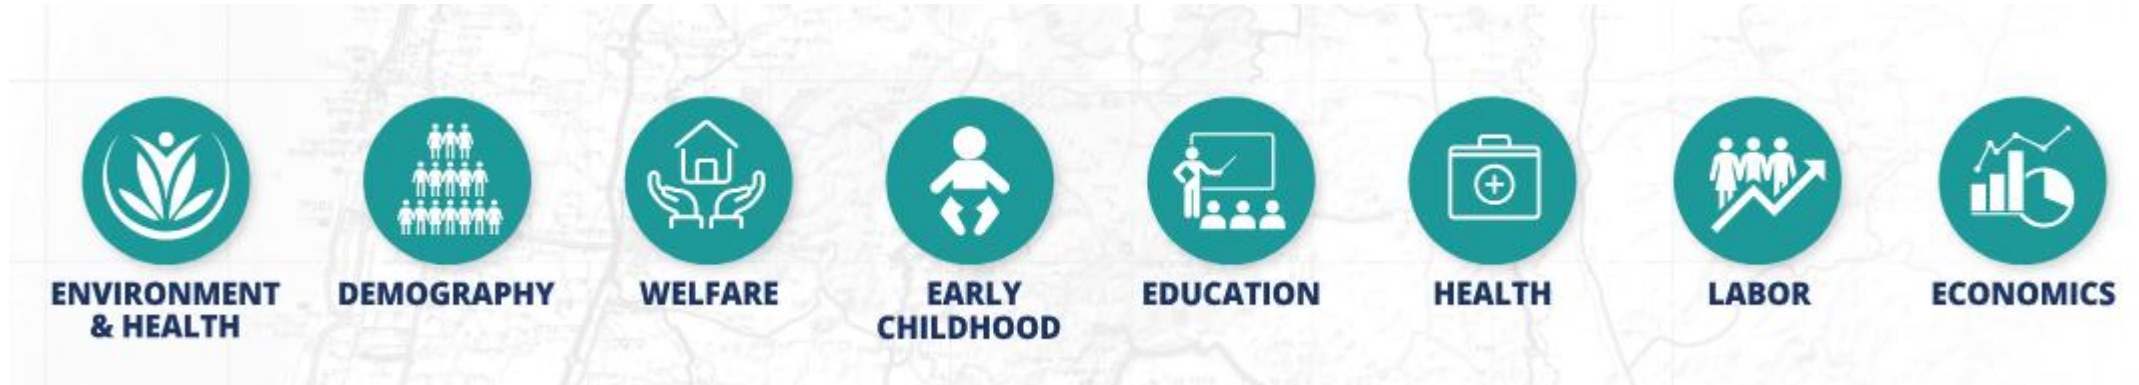 ENVIRONMENT
& HEALTH
DEMOGRAPHY
WELFARE
EARLY
CHILDHOOD
EDUCATION
HEALTH
LABOR
ECONOMICS